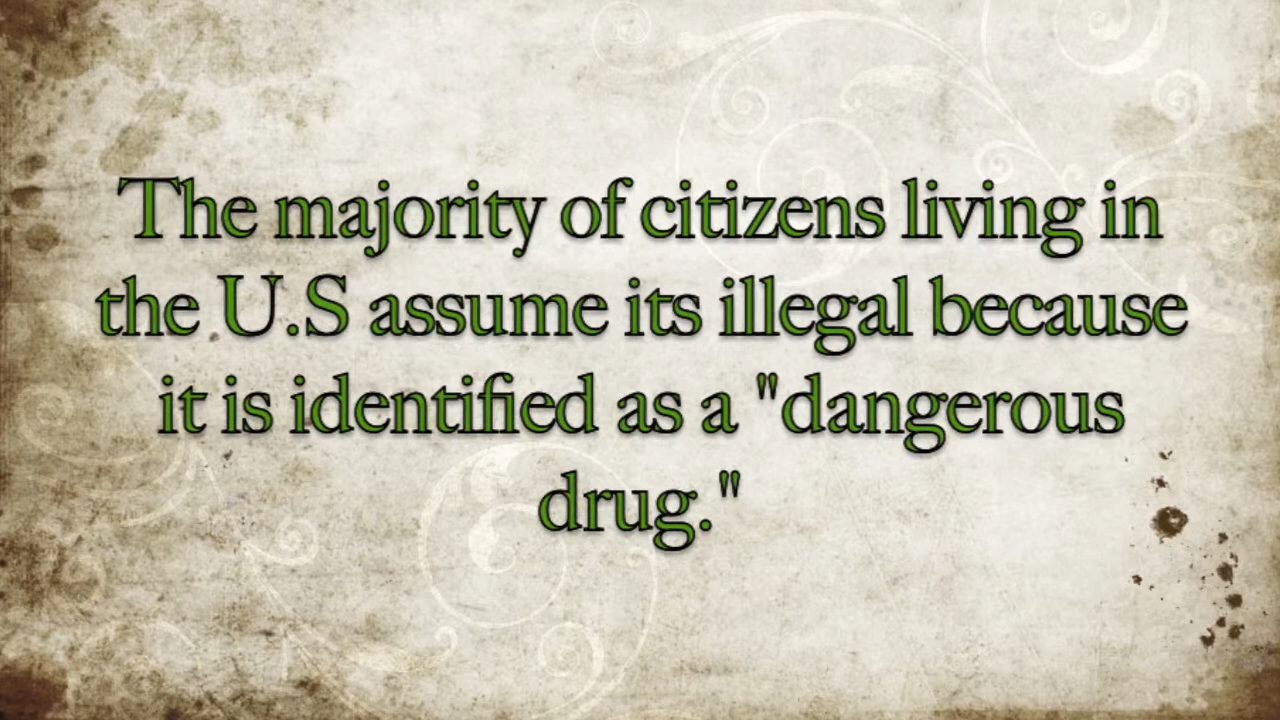 The majority of citizens living in
the U.S assume its illegal because
it is identified as a "dangerous
drug."